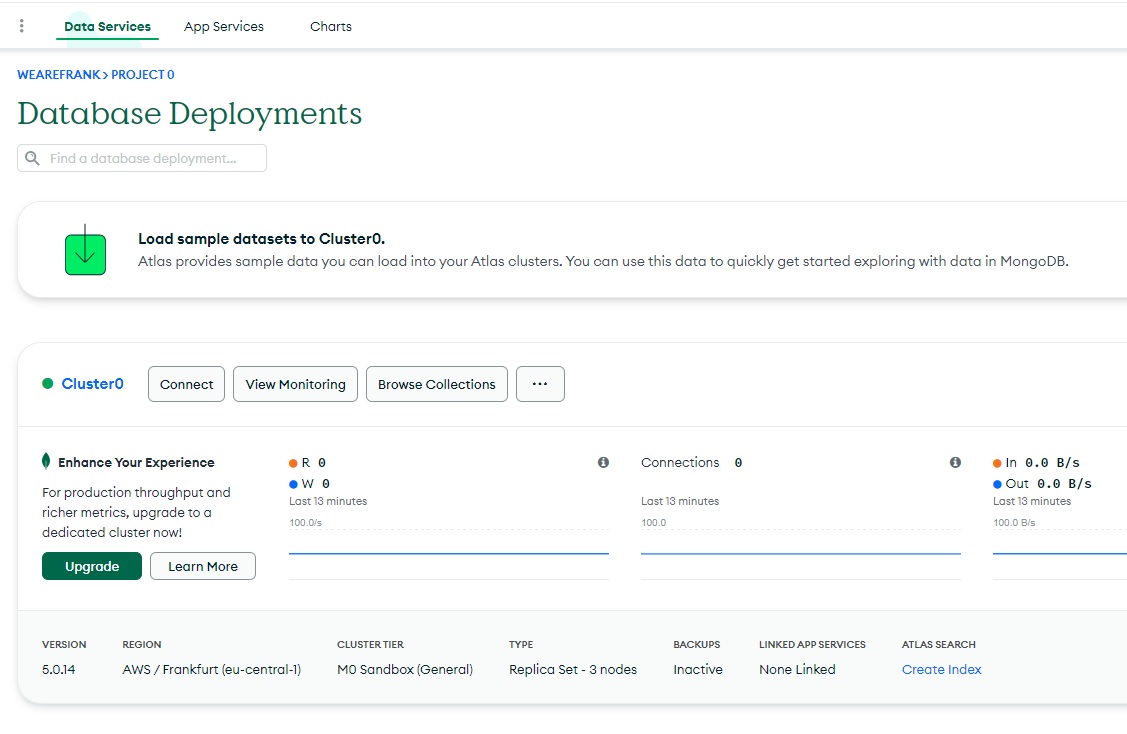 Data Services App Services Charts
WEAREFRANK > PROJECT 0
Database Deployments
Find a database deployment...
Load sample datasets to Cluster0.
Atlas provides sample data you can load into your Atlas clusters. You can use this data to quickly get started exploring with data in MongoDB.
Cluster0 Connect View Monitoring Browse Collections ...
Enhance Your Experience
For production throughput and
richer metrics, upgrade to a
dedicated cluster now!
Upgrade Learn More
R 0
W 0
Last 13 minutes
100.0/s
Connections 0
Last 13 minutes
100.0
In 0.0 B/s
Out 0.0 B/s
Last 13 minutes
100.0 B/s
VERSION REGION CLUSTER TIER TYPE BACKUPS LINKED APP SERVICES ATLAS SEARCH
5.0.14 AWS / Frankfurt (eu-central-1) M0 Sandbox (General) Replica Set - 3 nodes Inactive None Linked Create Index